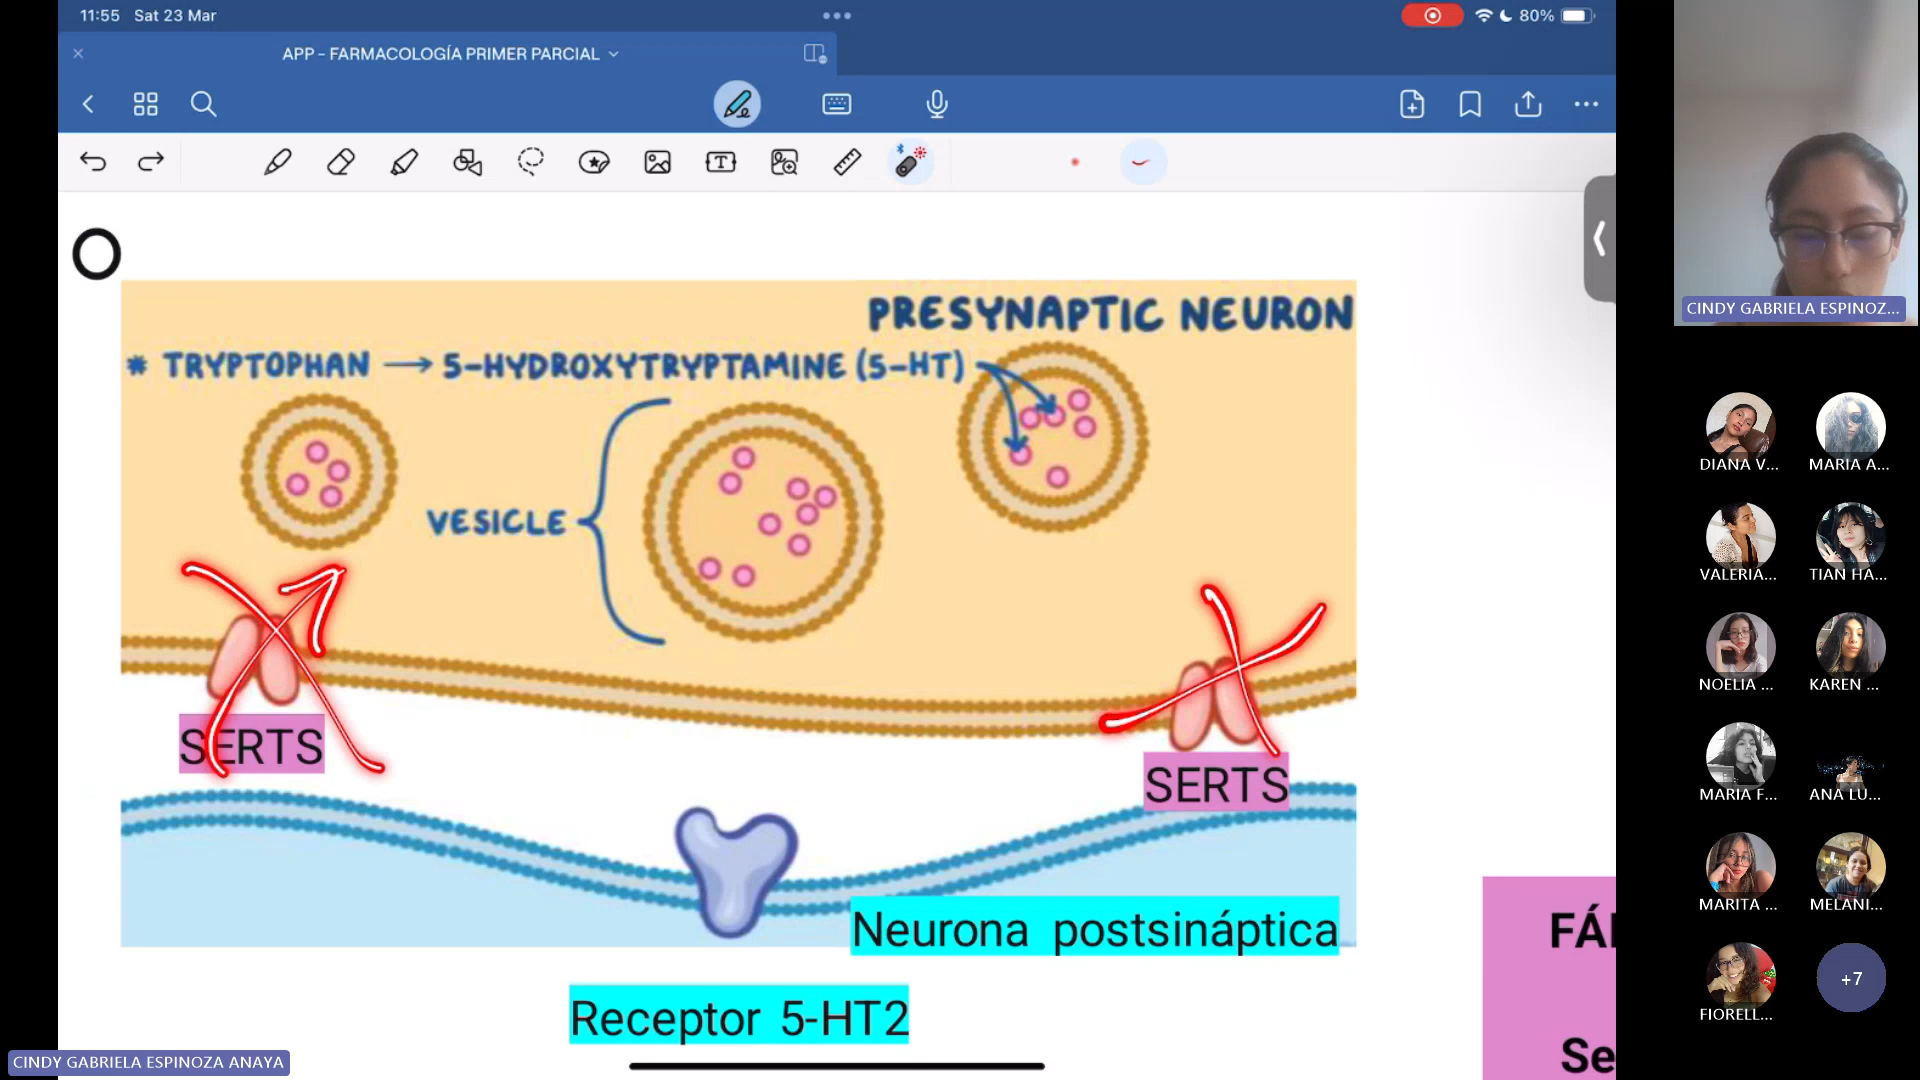 11:55 Sat 23 Mar
80%
APP - FARMACOLOGÍA PRIMER PARCIAL
O
PRESYNAPTIC NEURON
* TRYPTOPHAN → 5-HYDROXYTRYPTAMINE (5-HT)
VESICLE
SERTS
SERTS
Neurona postsináptica
Receptor 5-HT2
Se
CINDY GABRIELA ESPINOZA ANAYA
CINDY GABRIELA ESPINOZ...
DIANA V...
MARIA A...
VALERIA...
TIAN HA...
NOELIA ...
KAREN ...
MARIA F...
ANA LU...
MARITA ...
MELANI...
FIORELL...
+7